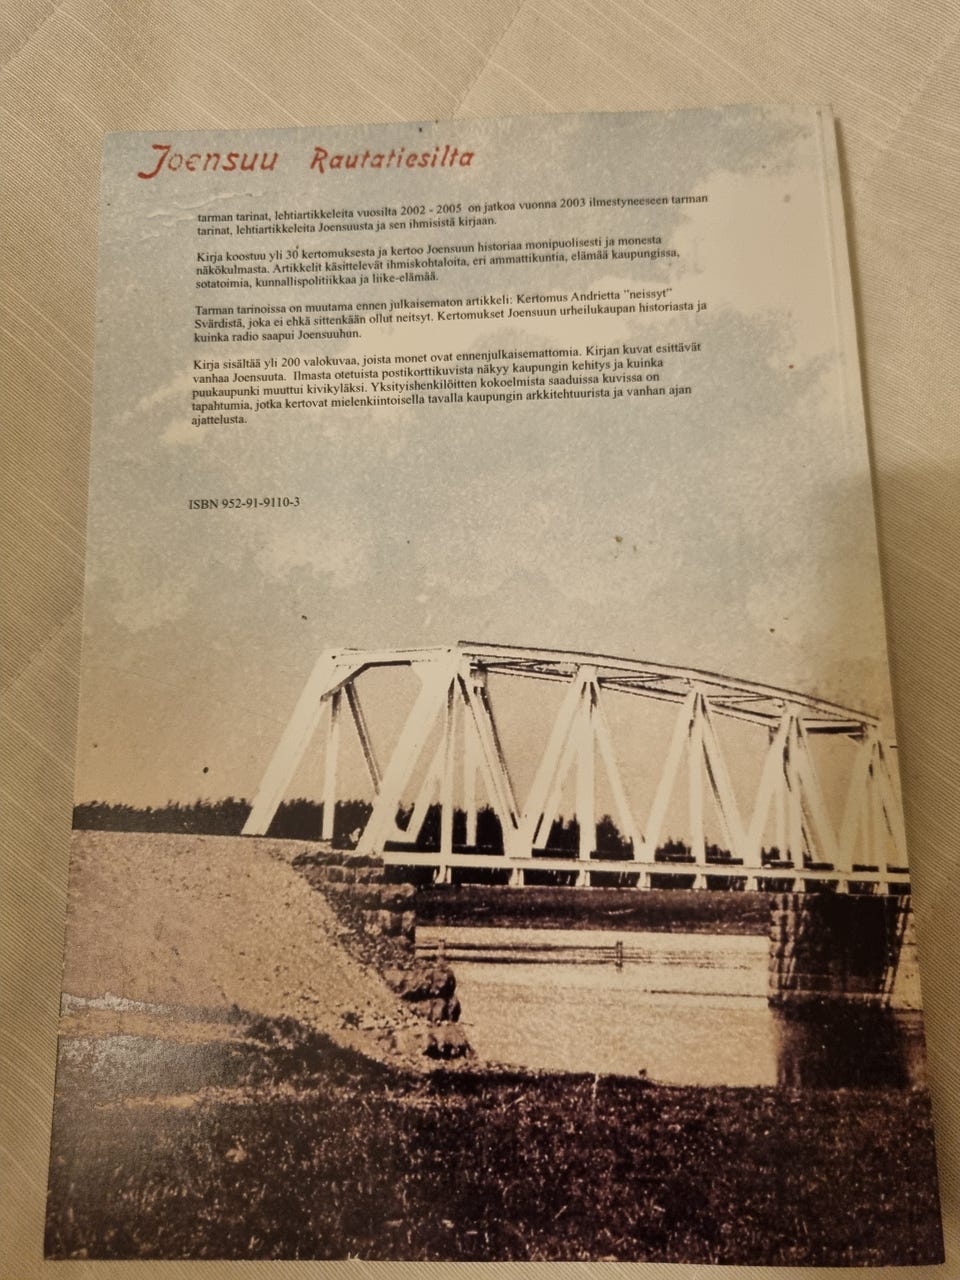 Joensuu Rautatiesilta
tarman tarinat, lehtiartikkeleita vuosilta 2002 - 2005 on jatkoa vuonna 2003 ilmestyneeseen tarman
tarinat, lehtiartikkeleita Joensuusta ja sen ihmisistä kirjaan.
Kirja koostuu yli 30 kertomuksesta ja kertoo Joensuun historiaa monipuolisesti ja monesta
näkökulmasta. Artikkelit käsittelevät ihmiskohtaloita, eri ammattikuntia, elämää kaupungissa,
sotatoimia, kunnallispolitiikkaa ja liike-elämää.
Tarman tarinoissa on muutama ennen julkaisematon artikkeli: Kertomus Andrietta "neissyt"
Svärdistä, joka ei ehkä sittenkään ollut neitsyt. Kertomukset Joensuun urheilukaupan historiasta ja
kuinka radio saapui Joensuuhun.
Kirja sisältää yli 200 valokuvaa, joista monet ovat ennenjulkaisemattomia. Kirjan kuvat esittävät
vanhaa Joensuuta. Ilmasta otetuista postikorttikuvista näkyy kaupungin kehitys ja kuinka
puukaupunki muuttui kivikyläksi. Yksityishenkilöitten kokoelmista saaduissa kuvissa on
tapahtumia, jotka kertovat mielenkiintoisella tavalla kaupungin arkkitehtuurista ja vanhan ajan
ajattelusta.
ISBN 952-91-9110-3